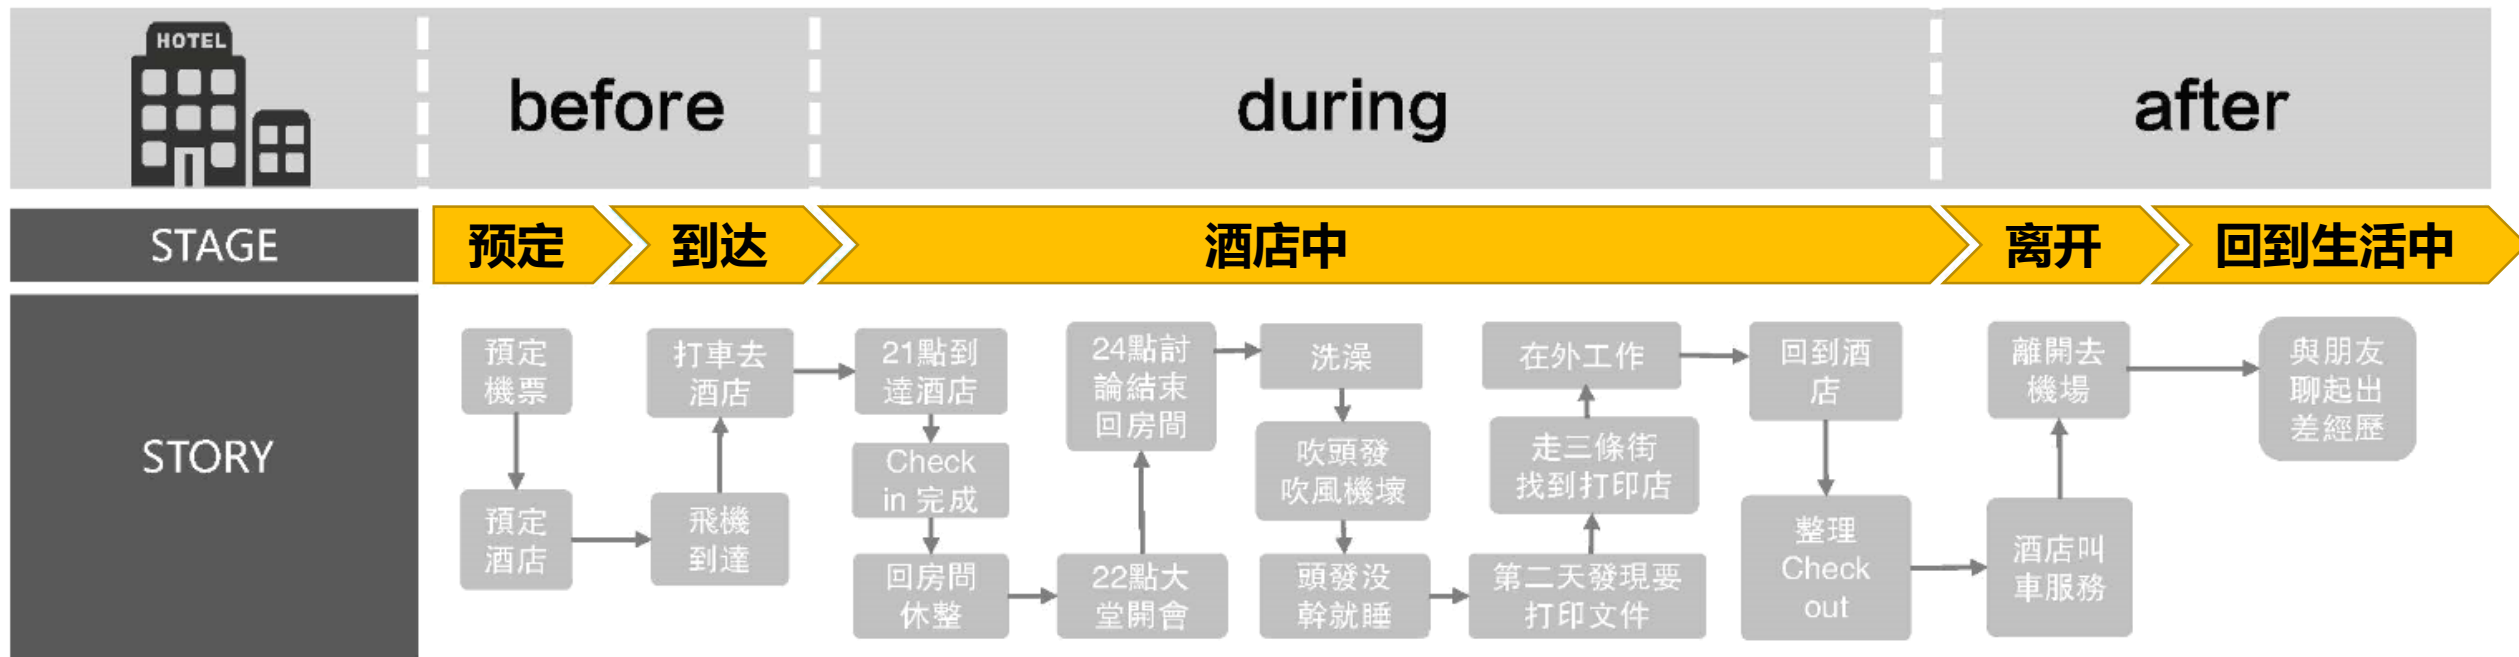 HOTEL
before
during
after
STAGE
预定
到达
酒店中
离开
回到生活中
STORY
預定
機票
預定
酒店
飛機
到達
打車去
酒店
21點到
達酒店
Check
in 完成
回房間
休整
22點大
堂開會
24點討
論結束
回房間
洗澡
吹頭發
吹風機壞
頭發没
幹就睡
第二天發現要
打印文件
走三條街
找到打印店
在外工作
回到酒
店
整理
Check
out
酒店叫
車服務
離開去
機場
與朋友
聊起出
差經歷